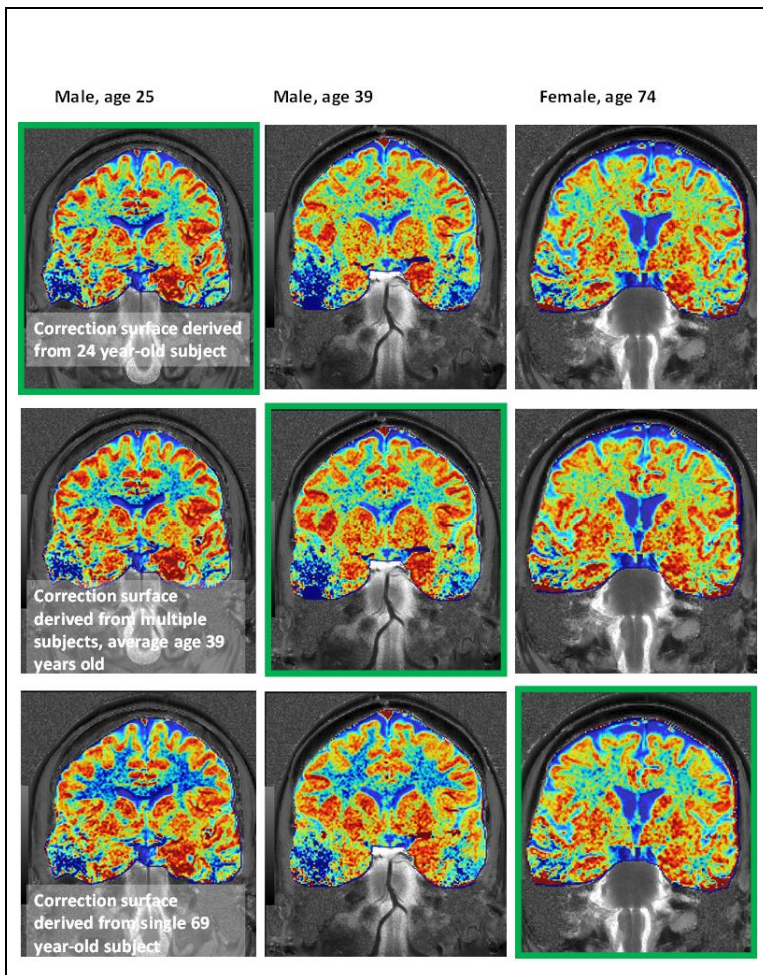 Male, age 25
Male, age 39
Female, age 74
Correction surface derived
from 24 year-old subject
Correction surface
derived from multiple
subjects, average age 39
years old
Correction surface
derived from single 69
year-old subject